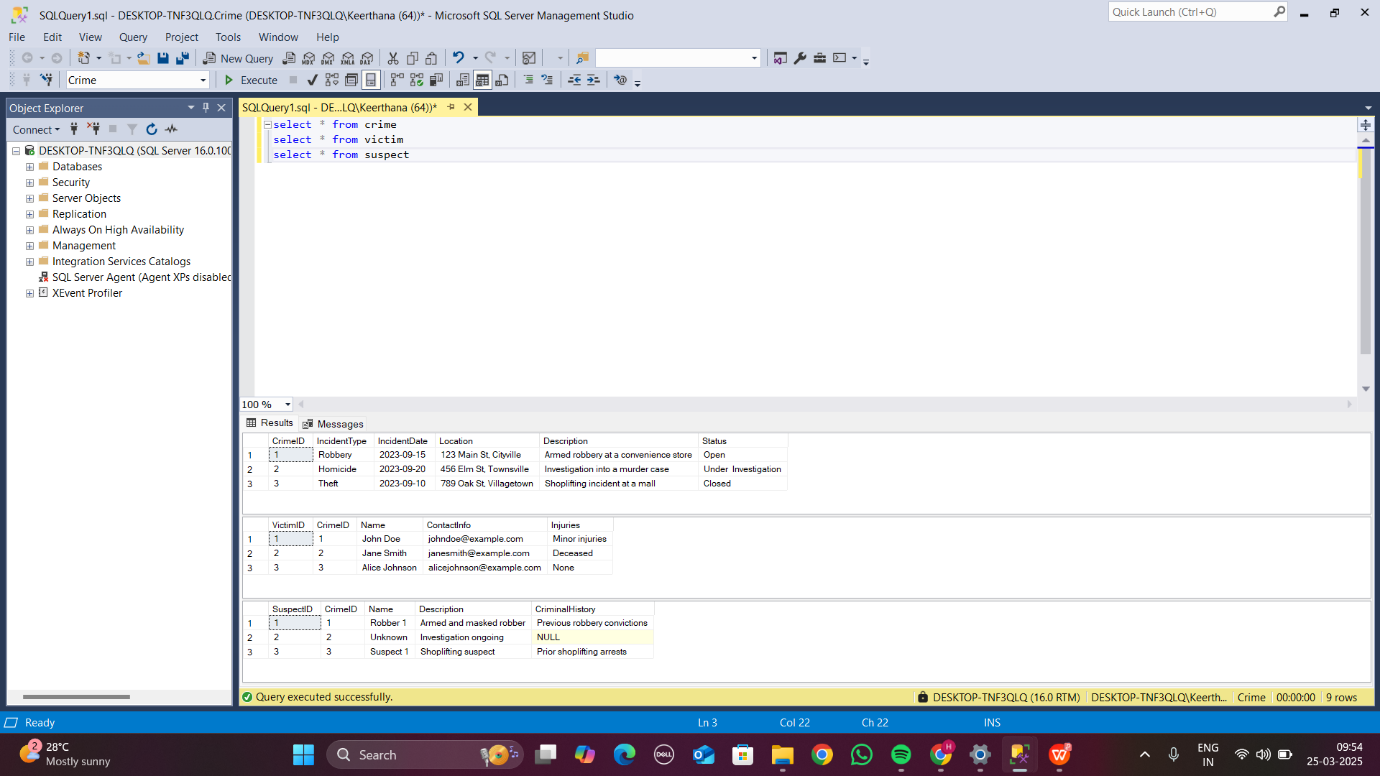 SQLQuery1.sql - DESKTOP-TNF3QLQ.Crime (DESKTOP-TNF3QLQ\Keerthana (64))* - Microsoft SQL Server Management Studio
Quick Launch (Ctrl+Q)
File Edit View Query Project Tools Window Help
New Query
MDX DMX XMLA DAX
Crime Execute
Object Explorer
SQLQuery1.sql - DE...LQ\Keerthana (64))*
Connect
DESKTOP-TNF3QLQ (SQL Server 16.0.100
Databases
Security
Server Objects
Replication
Always On High Availability
Management
Integration Services Catalogs
SQL Server Agent (Agent XPs disabled
XEvent Profiler
select * from crime
select * from victim
select * from suspect
100 %
Results Messages
CrimeID IncidentType IncidentDate Location Description Status
1 1 Robbery 2023-09-15 123 Main St, Cityville Armed robbery at a convenience store Open
2 2 Homicide 2023-09-20 456 Elm St, Townsville Investigation into a murder case Under Investigation
3 3 Theft 2023-09-10 789 Oak St, Villagetown Shoplifting incident at a mall Closed
VictimID CrimeID Name ContactInfo Injuries
1 1 1 John Doe johndoe@example.com Minor injuries
2 2 2 Jane Smith janesmith@example.com Deceased
3 3 3 Alice Johnson alicejohnson@example.com None
SuspectID CrimeID Name Description CriminalHistory
1 1 1 Robber 1 Armed and masked robber Previous robbery convictions
2 2 2 Unknown Investigation ongoing NULL
3 3 3 Suspect 1 Shoplifting suspect Prior shoplifting arrests
Query executed successfully. DESKTOP-TNF3QLQ (16.0 RTM) DESKTOP-TNF3QLQ\Keerth... Crime 00:00:00 9 rows
Ready Ln 3 Col 22 Ch 22 INS
2 28°C
Mostly sunny
Search
DELL
H
ENG
IN
09:54
25-03-2025